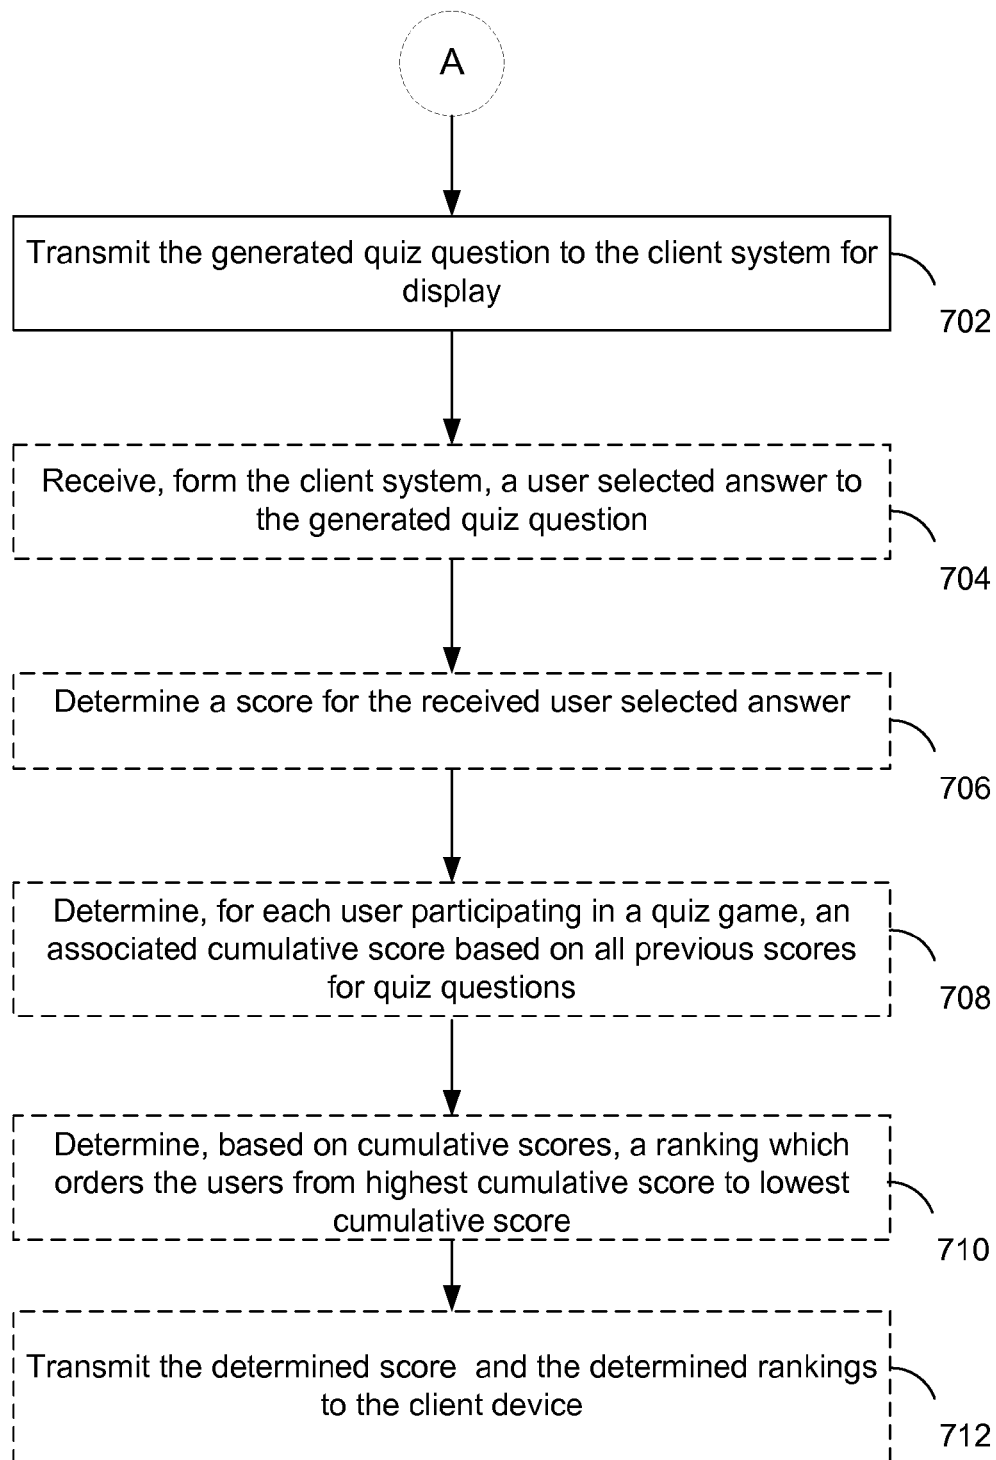 A
Transmit the generated quiz question to the client system for
display
702
Receive, form the client system, a user selected answer to
the generated quiz question
704
Determine a score for the received user selected answer
706
Determine, for each user participating in a quiz game, an
associated cumulative score based on all previous scores
for quiz questions
708
Determine, based on cumulative scores, a ranking which
orders the users from highest cumulative score to lowest
cumulative score
710
Transmit the determined score and the determined rankings
to the client device
712